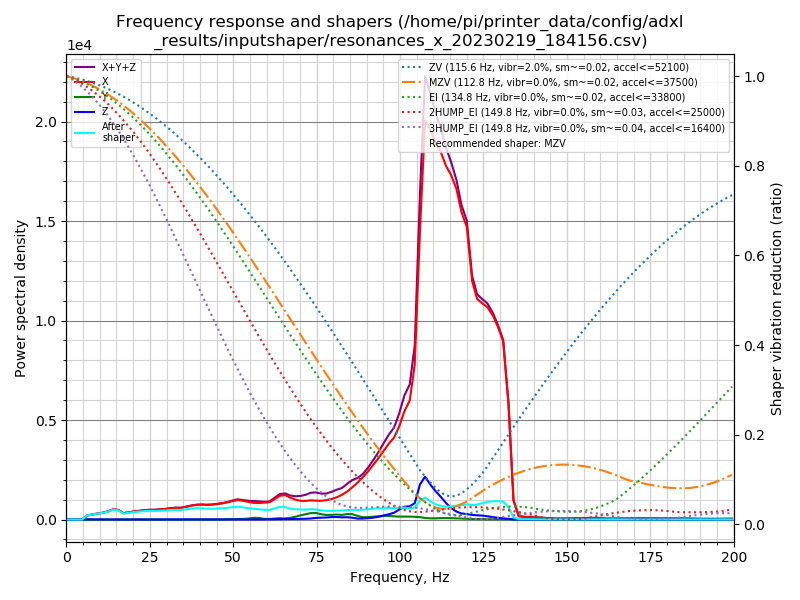 Frequency response and shapers (/home/pi/printer_data/config/adxl
_results/inputshaper/resonances_x_20230219_184156.csv)
1e4
X+Y+Z
X
Y
Z
After
shaper
ZV (115.6 Hz, vibr=2.0%, sm~=0.02, accel<=52100)
MZV (112.8 Hz, vibr=0.0%, sm~=0.02, accel<=37500)
EI (134.8 Hz, vibr=0.0%, sm~=0.02, accel<=33800)
2HUMP_EI (149.8 Hz, vibr=0.0%, sm~=0.03, accel<=25000)
3HUMP_EI (149.8 Hz, vibr=0.0%, sm~=0.04, accel<=16400)
Recommended shaper: MZV
Power spectral density
2.0
1.5
1.0
0.5
0.0
1.0
0.8
0.6
0.4
0.2
0.0
Shaper vibration reduction (ratio)
0 25 50 75 100 125 150 175 200
Frequency, Hz